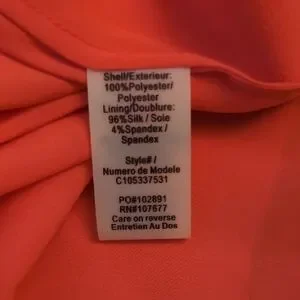 Shell/Exterieur:
100%Polyester/
Polyester
Lining/Doublure:
96%Silk / Soie
4%Spandex /
Spandex
Style# /
Numero de Modele
C105337531
PO#102891
RN#107677
Care on reverse
Entretien Au Dos